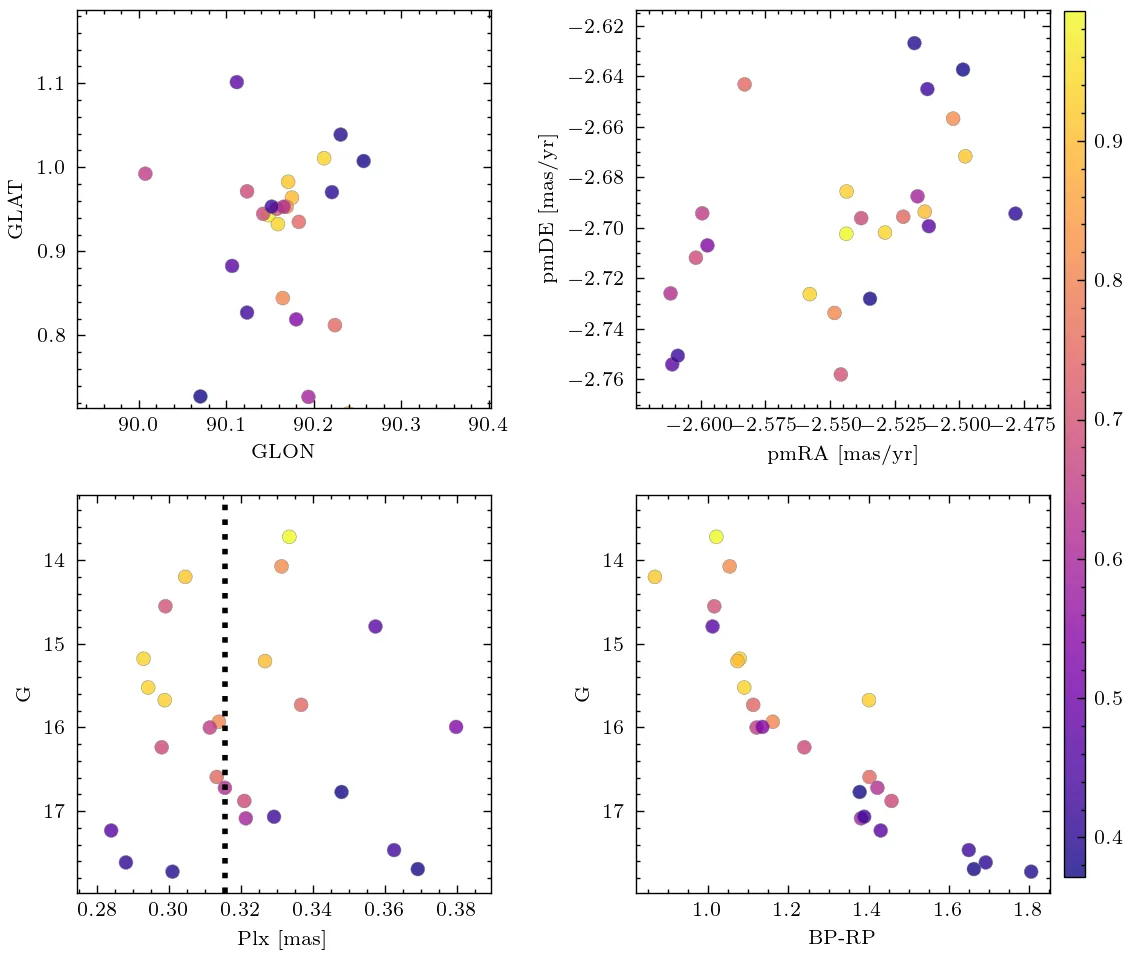 1.1
1.0
0.9
0.8
GLAT
90.0 90.1 90.2 90.3 90.4
GLON
−2.62
−2.64
−2.66
−2.68
−2.70
−2.72
−2.74
−2.76
pmDE [mas/yr]
−2.600 −2.575 −2.550 −2.525 −2.500 −2.475
pmRA [mas/yr]
0.9
0.8
0.7
0.6
0.5
0.4
14
15
16
17
G
0.28 0.30 0.32 0.34 0.36 0.38
Plx [mas]
14
15
16
17
G
1.0 1.2 1.4 1.6 1.8
BP-RP